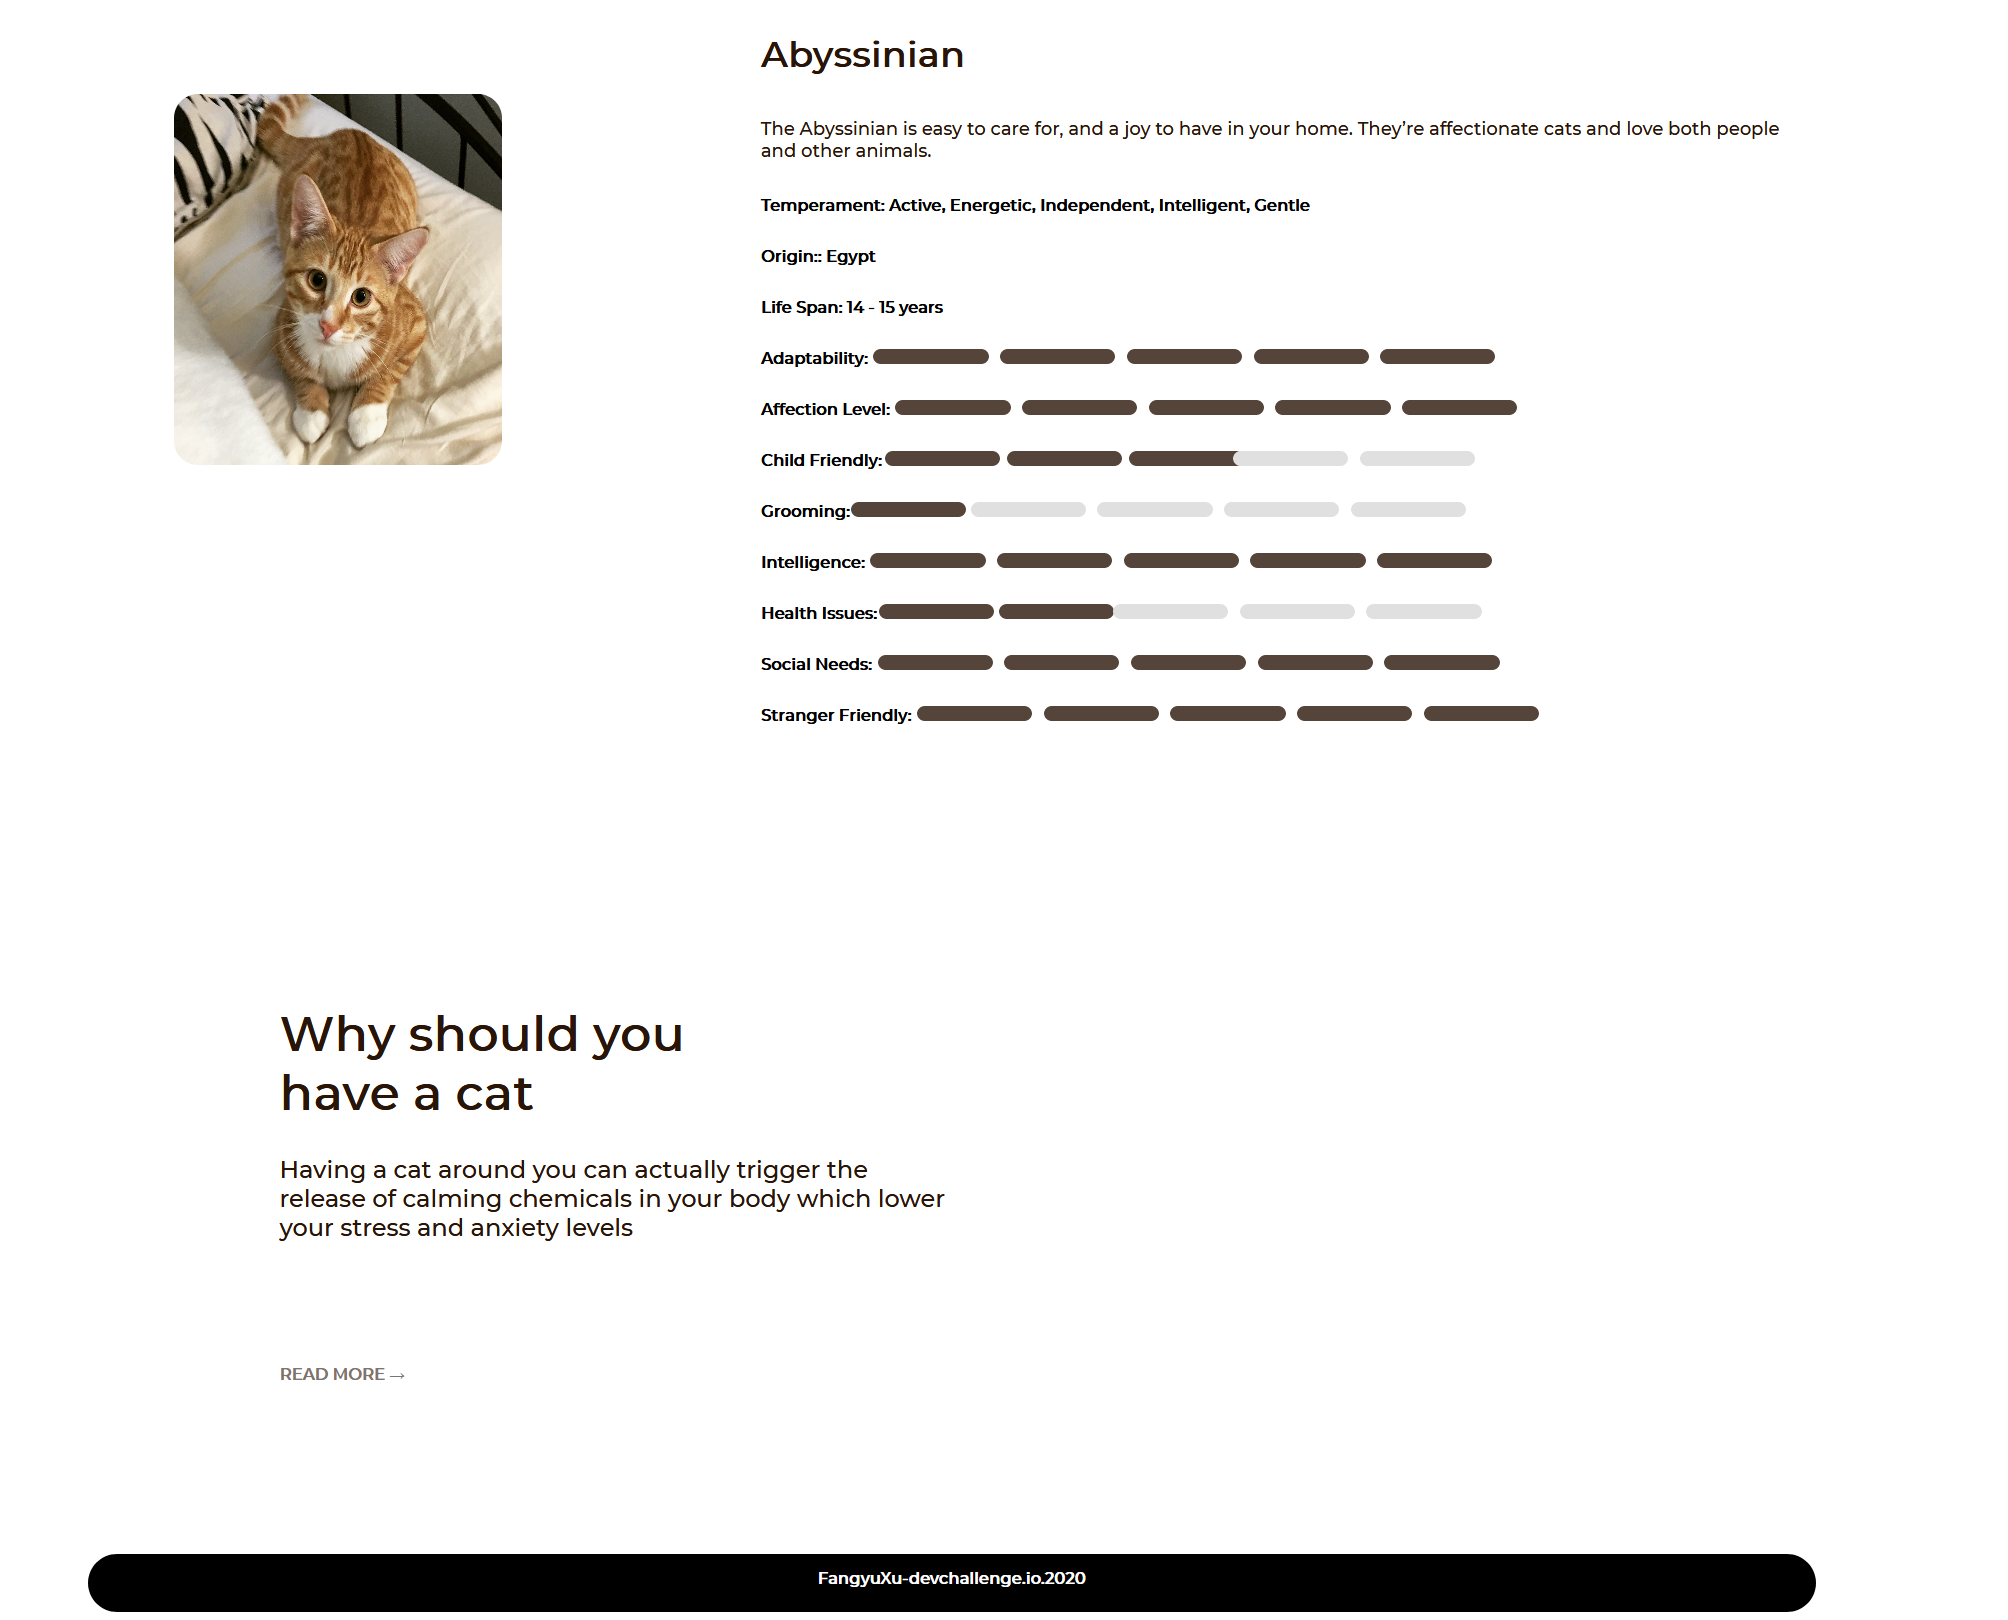 Abyssinian
The Abyssinian is easy to care for, and a joy to have in your home. They’re affectionate cats and love both people
and other animals.
Temperament: Active, Energetic, Independent, Intelligent, Gentle
Origin:: Egypt
Life Span: 14 - 15 years
Adaptability:
Affection Level:
Child Friendly:
Grooming:
Intelligence:
Health Issues:
Social Needs:
Stranger Friendly:
Why should you
have a cat
Having a cat around you can actually trigger the
release of calming chemicals in your body which lower
your stress and anxiety levels
READ MORE →
FangyuXu-devchallenge.io.2020